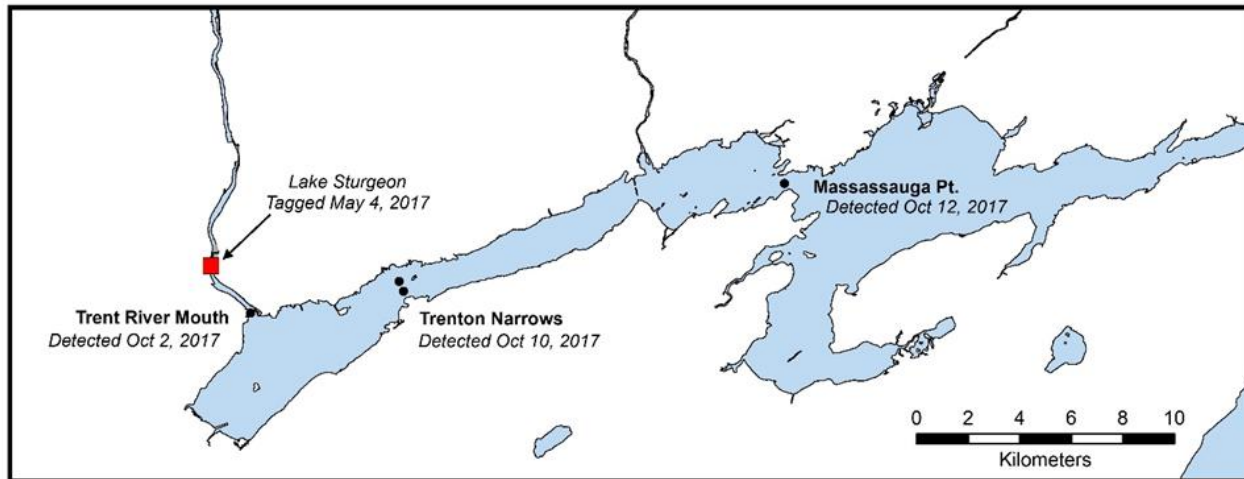 Lake Sturgeon
Tagged May 4, 2017
Massassauga Pt.
Detected Oct 12, 2017
Trent River Mouth
Detected Oct 2, 2017
Trenton Narrows
Detected Oct 10, 2017
0 2 4 6 8 10
Kilometers